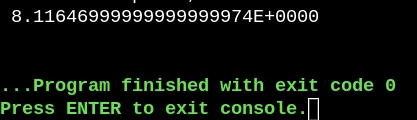 8.11646999999999999974E+0000
...Program finished with exit code 0
Press ENTER to exit console.